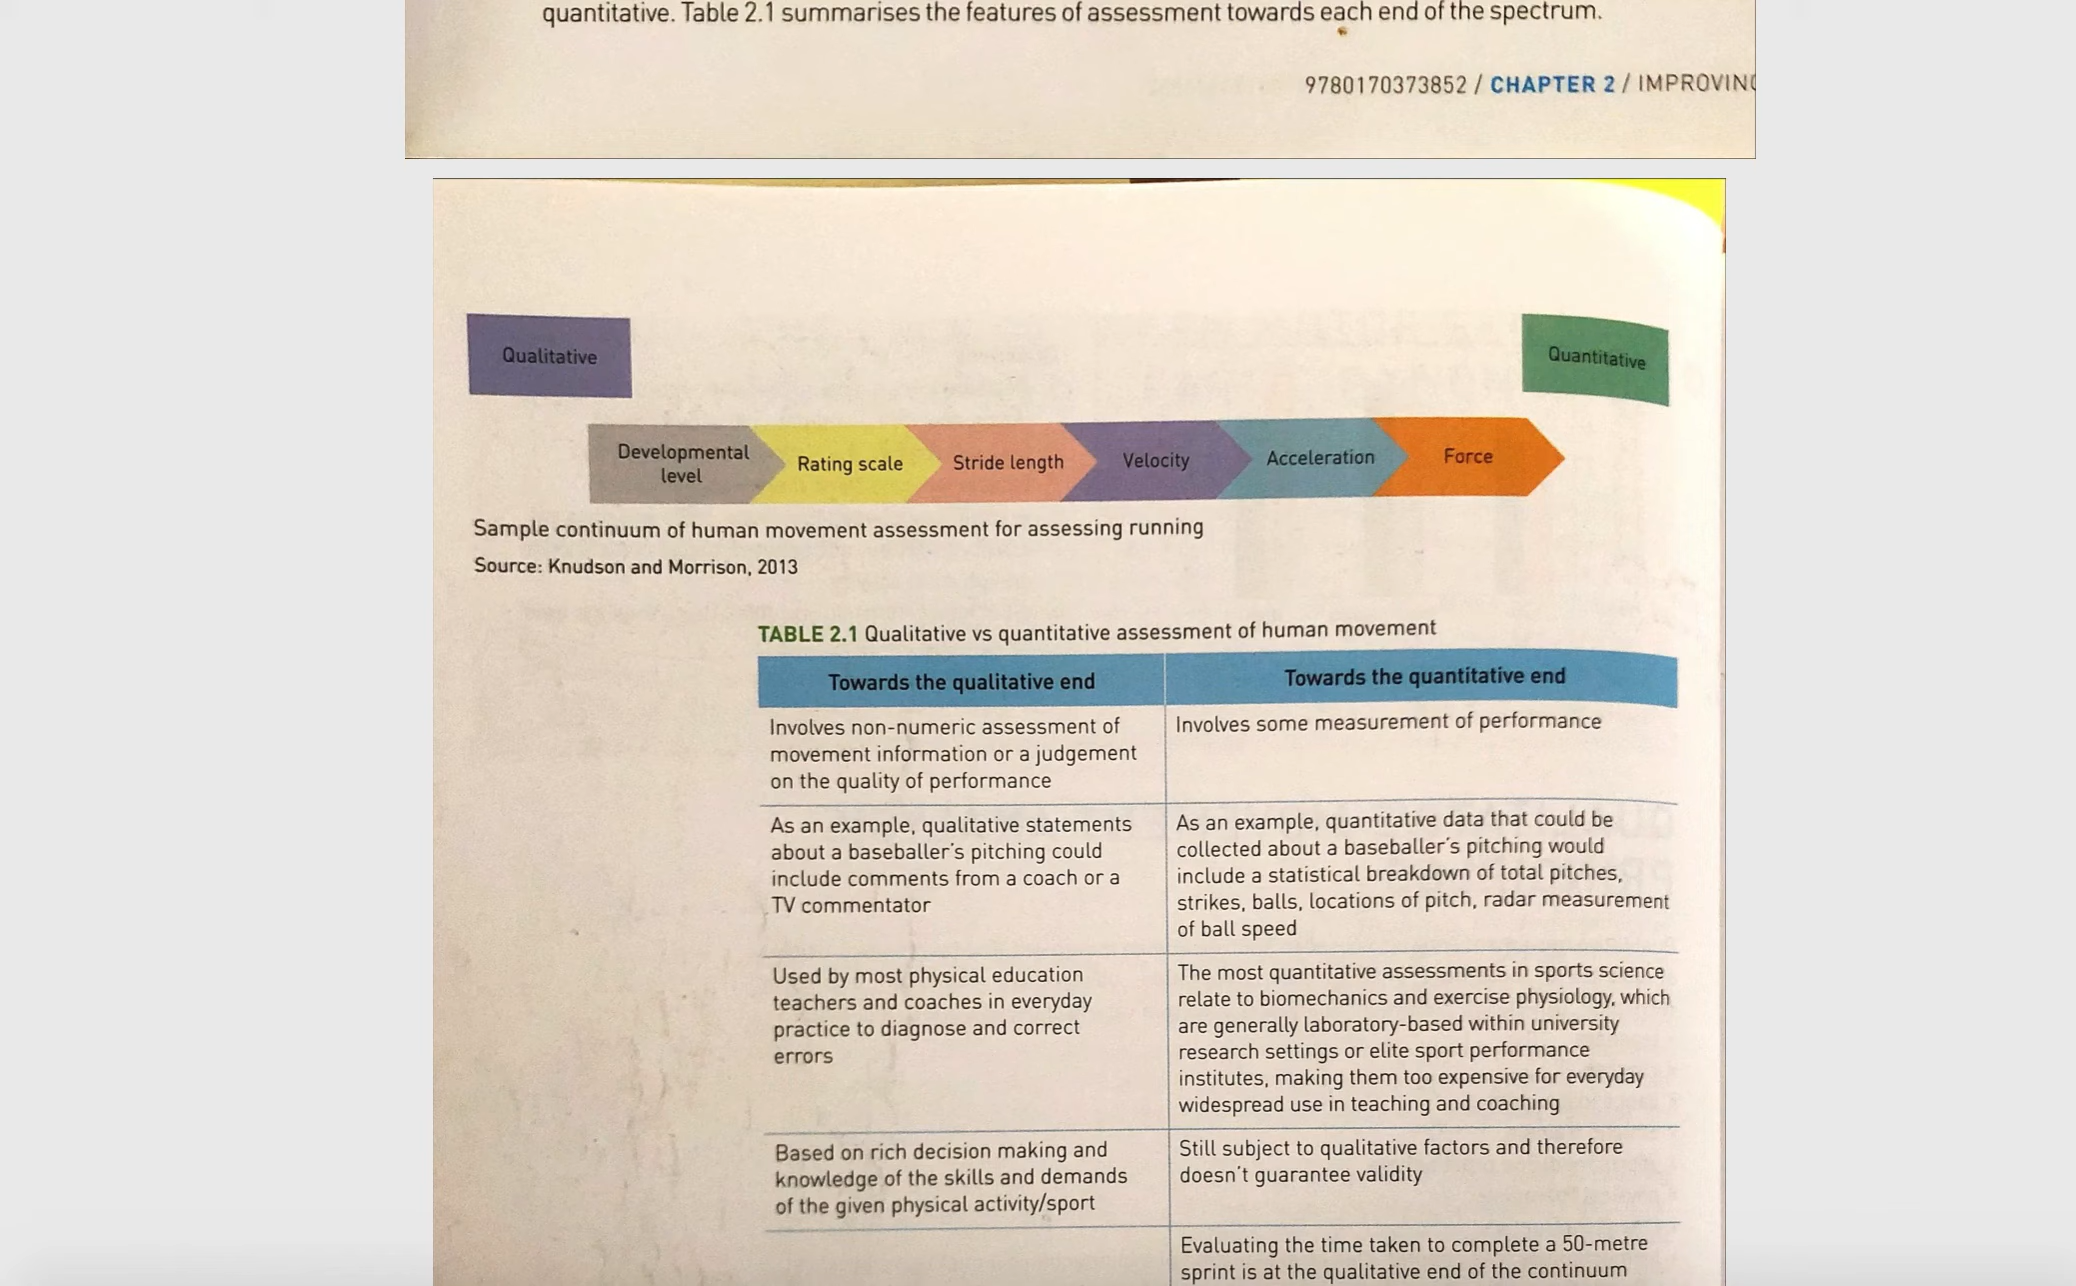 quantitative. Table 2.1 summarises the features of assessment towards each end of the spectrum.
9780170373852 / CHAPTER 2 / IMPROVING
Qualitative
Quantitative
Developmental
level
Rating scale
Stride length
Velocity
Acceleration
Force
Sample continuum of human movement assessment for assessing running
Source: Knudson and Morrison, 2013
TABLE 2.1 Qualitative vs quantitative assessment of human movement
Towards the qualitative end
Towards the quantitative end
Involves non-numeric assessment of
movement information or a judgement
on the quality of performance
Involves some measurement of performance
As an example, qualitative statements
about a baseballer's pitching could
include comments from a coach or a
TV commentator
As an example, quantitative data that could be
collected about a baseballer's pitching would
include a statistical breakdown of total pitches,
strikes, balls, locations of pitch, radar measurement
of ball speed
Used by most physical education
teachers and coaches in everyday
practice to diagnose and correct
errors
The most quantitative assessments in sports science
relate to biomechanics and exercise physiology, which
are generally laboratory-based within university
research settings or elite sport performance
institutes, making them too expensive for everyday
widespread use in teaching and coaching
Based on rich decision making and
knowledge of the skills and demands
of the given physical activity/sport
Still subject to qualitative factors and therefore
doesn't guarantee validity
Evaluating the time taken to complete a 50-metre
sprint is at the qualitative end of the continuum